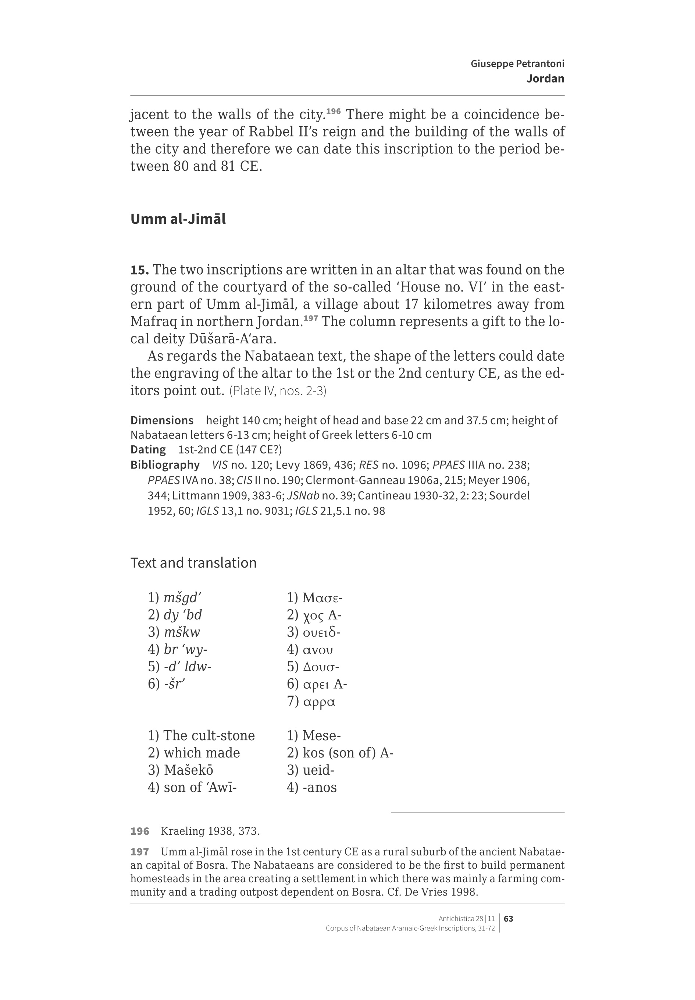 Giuseppe Petrantoni
Jordan
jacent to the walls of the city.196 There might be a coincidence be-
tween the year of Rabbel II’s reign and the building of the walls of
the city and therefore we can date this inscription to the period be-
tween 80 and 81 CE.
Umm al-Jimāl
15. The two inscriptions are written in an altar that was found on the
ground of the courtyard of the so-called ‘House no. VI’ in the east-
ern part of Umm al-Jimāl, a village about 17 kilometres away from
Mafraq in northern Jordan.197 The column represents a gift to the lo-
cal deity Dūšarā-A‘ara.
As regards the Nabataean text, the shape of the letters could date
the engraving of the altar to the 1st or the 2nd century CE, as the ed-
itors point out. (Plate IV, nos. 2-3)
Dimensions height 140 cm; height of head and base 22 cm and 37.5 cm; height of
Nabataean letters 6-13 cm; height of Greek letters 6-10 cm
Dating 1st-2nd CE (147 CE?)
Bibliography VIS no. 120; Levy 1869, 436; RES no. 1096; PPAES IIIA no. 238;
PPAES IVA no. 38; CIS II no. 190; Clermont-Ganneau 1906a, 215; Meyer 1906,
344; Littmann 1909, 383-6; JSNab no. 39; Cantineau 1930-32, 2: 23; Sourdel
1952, 60; IGLS 13,1 no. 9031; IGLS 21,5.1 no. 98
Text and translation
1) mšgd’
2) dy ‘bd
3) mškw
4) br ‘wy-
5) -d’ ldw-
6) -šr’
1) Μασε-
2) χος Α-
3) ουειδ-
4) ανου
5) Δουσ-
6) αρει Α-
7) αρρα
1) The cult-stone
2) which made
3) Mašekō
4) son of ‘Awī-
1) Mese-
2) kos (son of) A-
3) ueid-
4) -anos
196 Kraeling 1938, 373.
197 Umm al-Jimāl rose in the 1st century CE as a rural suburb of the ancient Nabatae-
an capital of Bosra. The Nabataeans are considered to be the first to build permanent
homesteads in the area creating a settlement in which there was mainly a farming com-
munity and a trading outpost dependent on Bosra. Cf. De Vries 1998.
Antichistica 28 | 11 63
Corpus of Nabataean Aramaic-Greek Inscriptions, 31-72